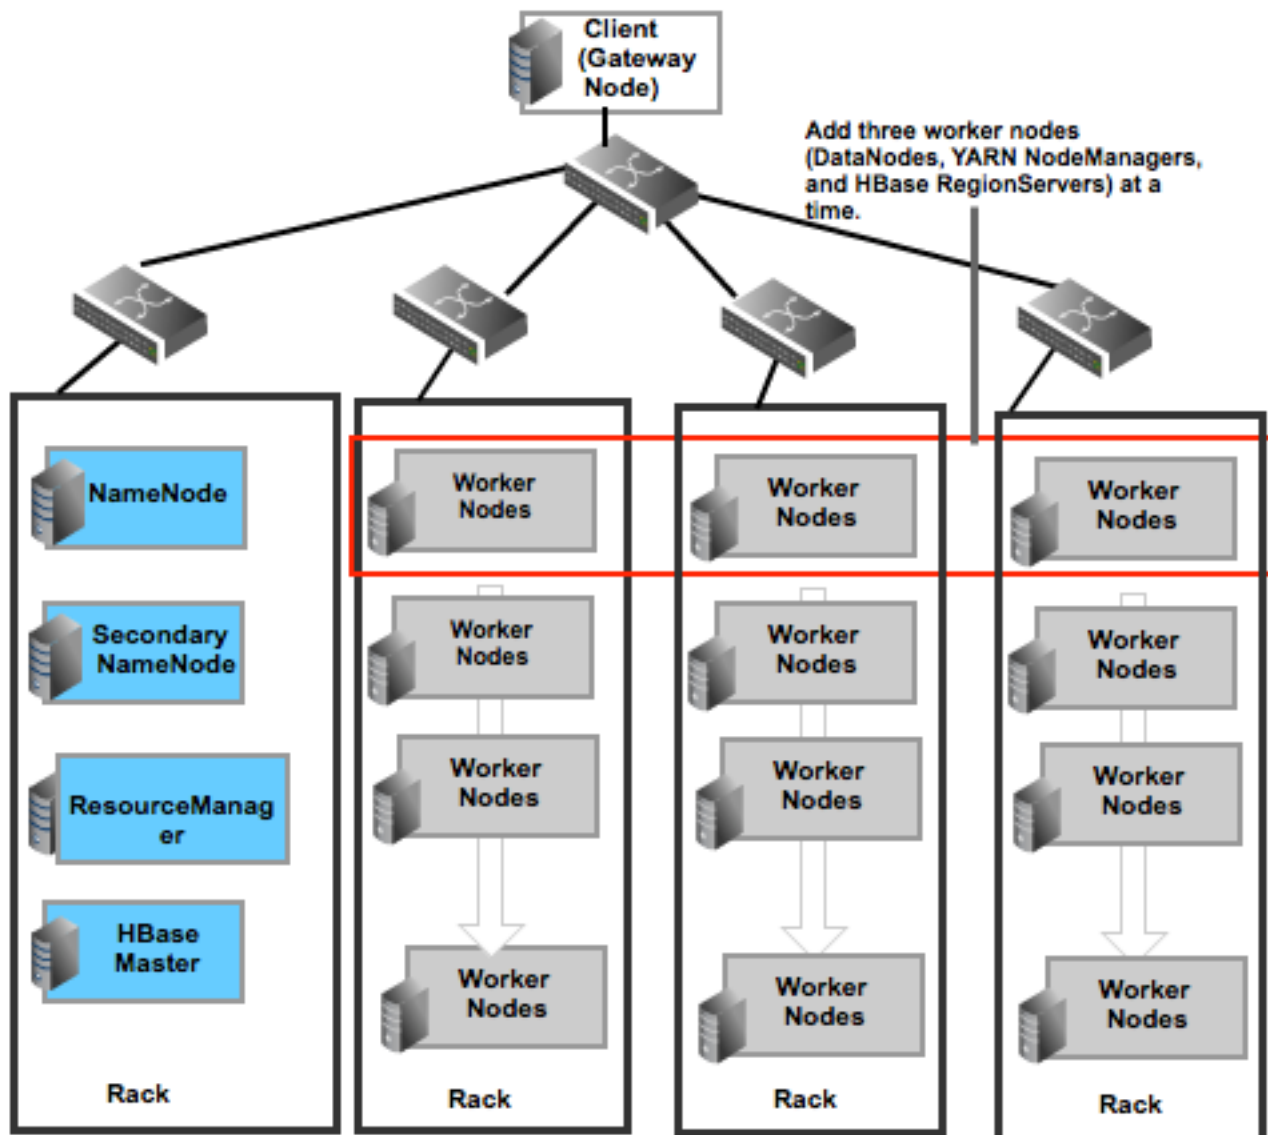 Client
(Gateway
Node)
Add three worker nodes
(DataNodes, YARN NodeManagers,
and HBase RegionServers) at a
time.
NameNode
Secondary
NameNode
ResourceManag
er
HBase
Master
Rack
Worker
Nodes
Worker
Nodes
Worker
Nodes
Worker
Nodes
Rack
Worker
Nodes
Worker
Nodes
Worker
Nodes
Worker
Nodes
Rack
Worker
Nodes
Worker
Nodes
Worker
Nodes
Worker
Nodes
Rack